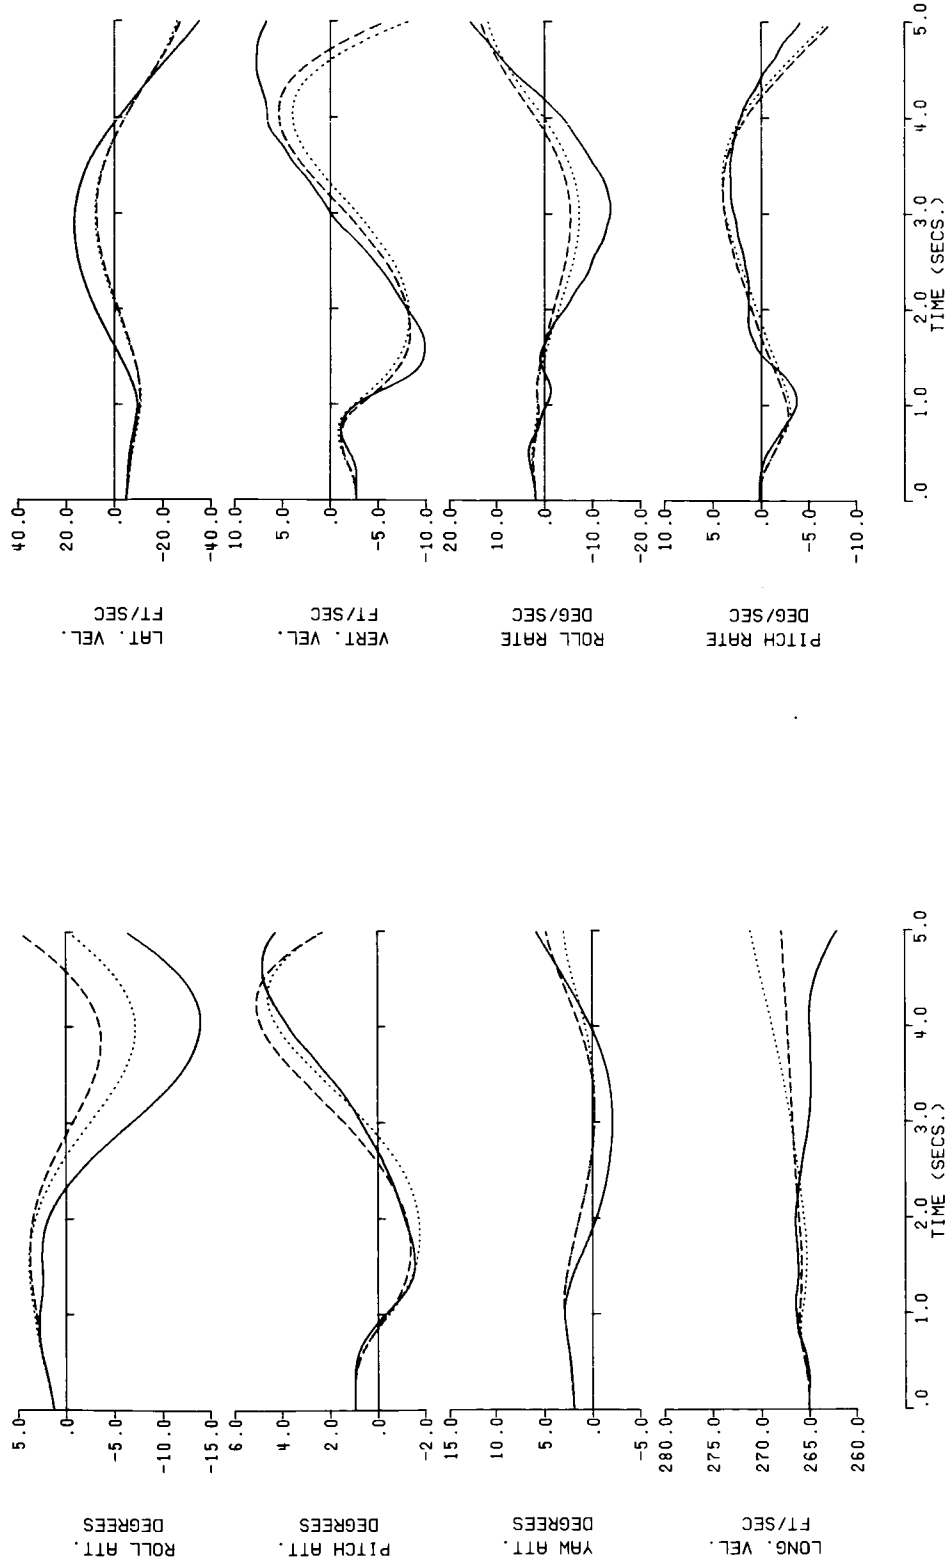 40.0
20.0
.0
-20.0
-40.0
LAT. VEL.
FT/SEC
10.0
5.0
.0
-5.0
-10.0
VERT. VEL.
FT/SEC
20.0
10.0
.0
-10.0
-20.0
ROLL RATE
DEG/SEC
10.0
5.0
.0
-5.0
-10.0
PITCH RATE
DEG/SEC
.0 1.0 2.0 3.0 4.0 5.0
TIME (SECS.)
5.0
.0
-5.0
-10.0
-15.0
ROLL ATT.
DEGREES
6.0
4.0
2.0
.0
-2.0
PITCH ATT.
DEGREES
15.0
10.0
5.0
.0
-5.0
YAW ATT.
DEGREES
280.0
275.0
270.0
265.0
260.0
LONG. VEL.
FT/SEC
.0 1.0 2.0 3.0 4.0 5.0
TIME (SECS.)